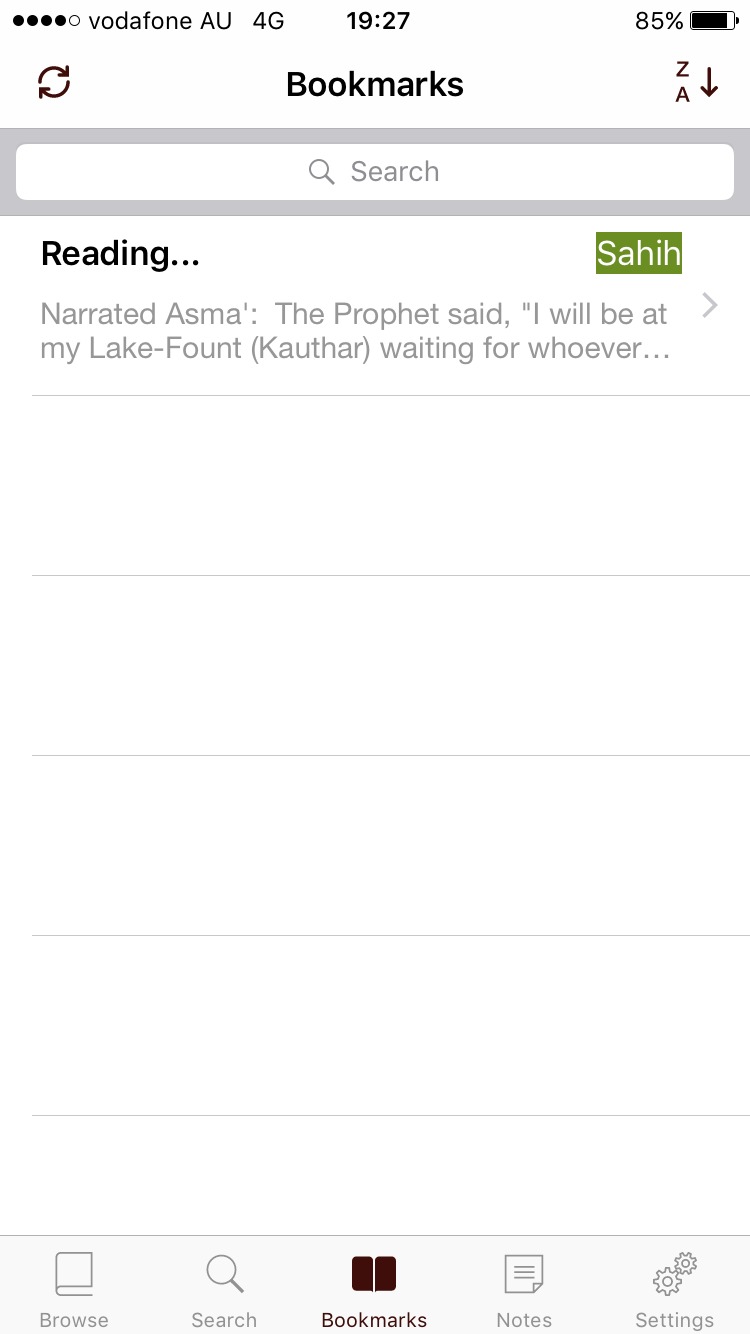 vodafone AU 4G 19:27 85%
Bookmarks
Z
A
Search
Reading... Sahih
Narrated Asma':  The Prophet said, "I will be at
my Lake-Fount (Kauthar) waiting for whoever...
Browse Search Bookmarks Notes Settings